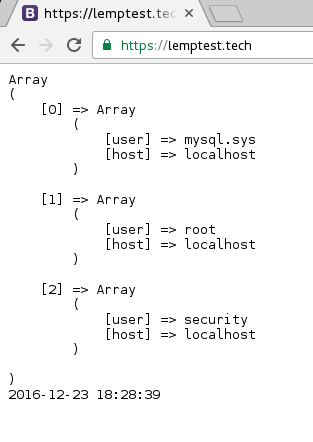 B https://lemptest.tec
https://lemptest.tech
Array
(
    [0] => Array
        (
            [user] => mysql.sys
            [host] => localhost
        )

    [1] => Array
        (
            [user] => root
            [host] => localhost
        )

    [2] => Array
        (
            [user] => security
            [host] => localhost
        )

)
2016-12-23 18:28:39